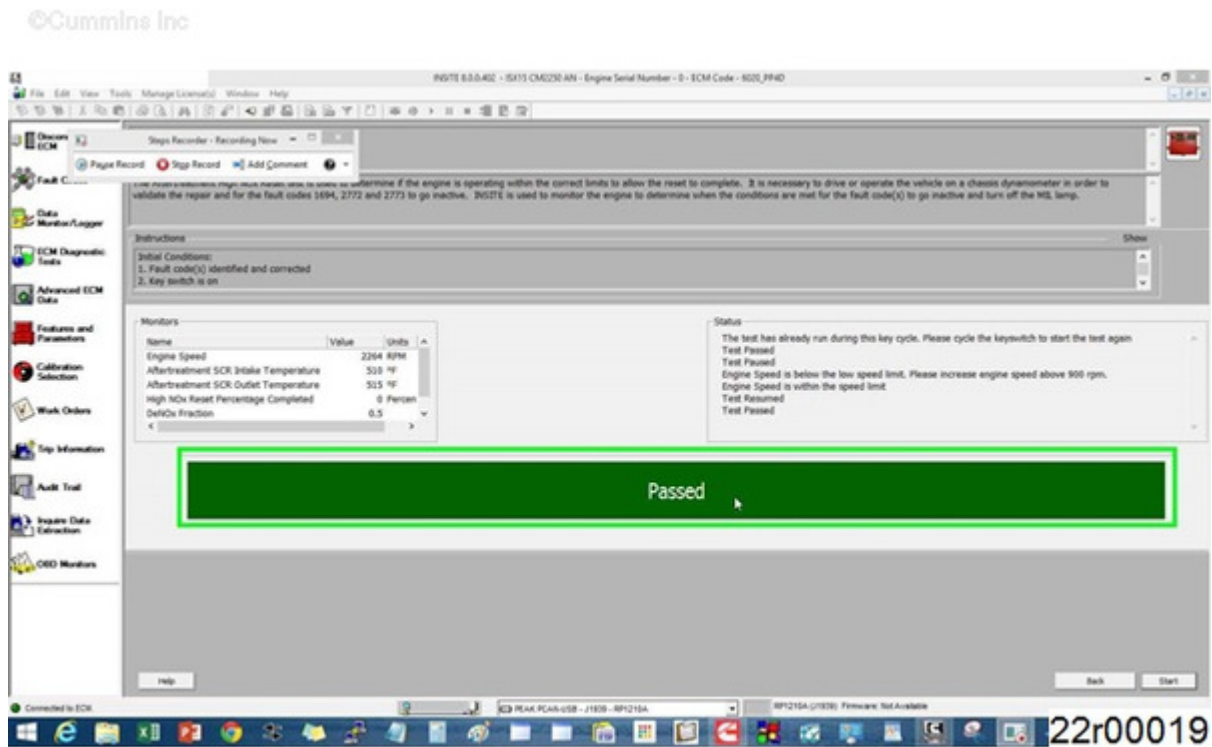 ©Cummins Inc
INSITE 8.0.0.402 - ISX15 CM2250 AN - Engine Serial Number - 0 - ECM Code - 6020_PP4D
File Edit View Tools Manage License(s) Window Help
Steps Recorder - Recording Now
Pause Record Stop Record Add Comment
ECM
Fault
determine if the engine is operating within the correct limits to allow the reset to complete. It is necessary to drive or operate the vehicle on a chassis dynamometer in order to
validate the repair and for the fault codes 1694, 2772 and 2773 to go inactive. INSITE is used to monitor the engine to determine when the conditions are met for the fault code(s) to go inactive and turn off the MIL lamp.
Data
Monitor/Logger
Instructions Show
Initial Conditions:
1. Fault code(s) identified and corrected
2. Key switch is on
ECM Diagnostic
Tests
Advanced ECM
Data
Features and
Parameters
Calibration
Selection
Work Orders
Trip Information
Audit Trail
Inquire Data
Extraction
OBD Monitors
Monitors
Name Value Units
Engine Speed 2264 RPM
Aftertreatment SCR Intake Temperature 510 °F
Aftertreatment SCR Outlet Temperature 515 °F
High NOx Reset Percentage Completed 0 Percen
DeNOx Fraction 0.5
Status
The test has already run during this key cycle. Please cycle the keyswitch to start the test again
Test Passed
Test Paused
Engine Speed is below the low speed limit. Please increase engine speed above 900 rpm.
Engine Speed is within the speed limit
Test Resumed
Test Passed
Passed
Help Back Start
Connected to ECM PEAK PCAN-USB - J1939 - RP1210A RP1210A (J1939) Firmware: Not Available
22r00019